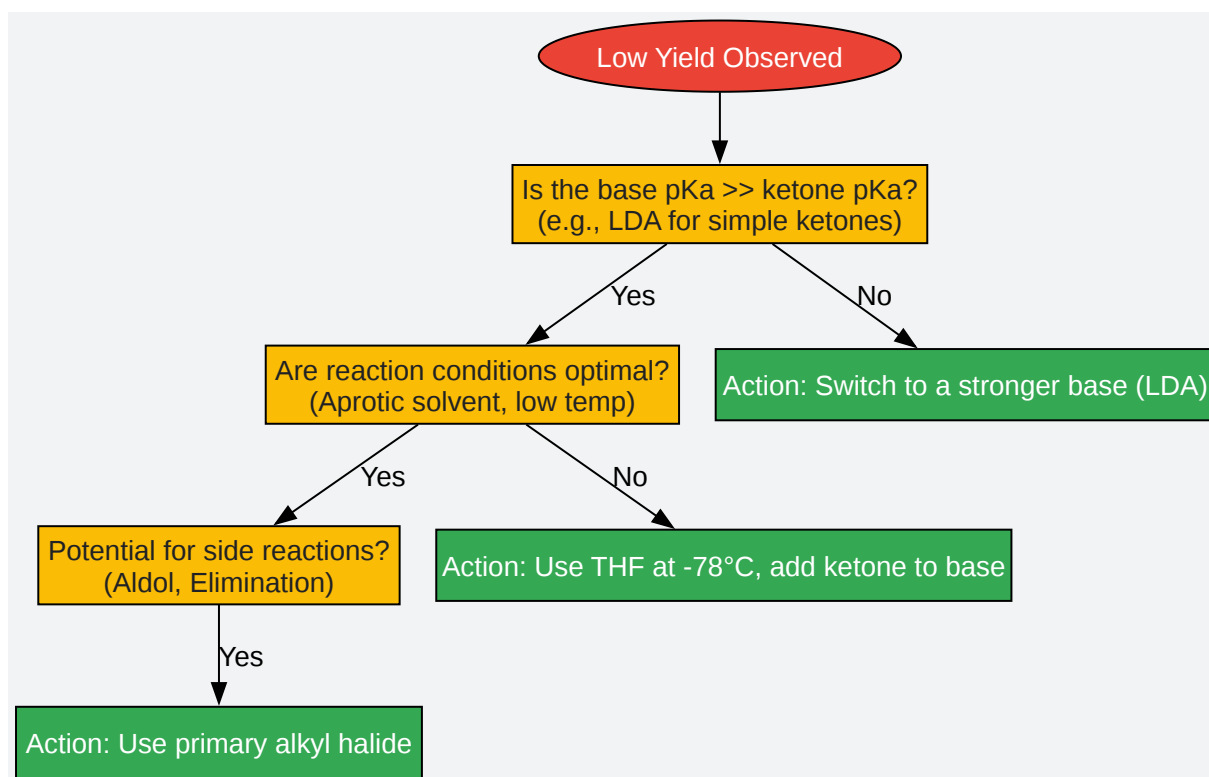 Low Yield Observed
Is the base pKa >> ketone pKa?
(e.g., LDA for simple ketones)
Yes
No
Are reaction conditions optimal?
(Aprotic solvent, low temp)
Action: Switch to a stronger base (LDA)
Yes
No
Potential for side reactions?
(Aldol, Elimination)
Action: Use THF at -78°C, add ketone to base
Yes
Action: Use primary alkyl halide